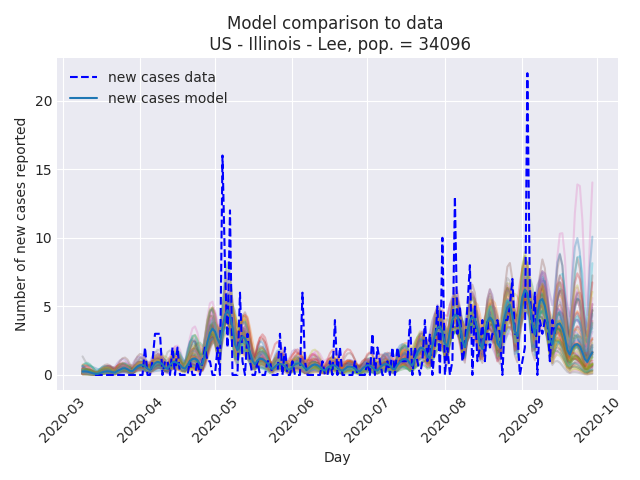 Model comparison to data
US - Illinois - Lee, pop. = 34096
new cases data
new cases model
Number of new cases reported
20
15
10
5
0
2020-03
2020-04
2020-05
2020-06
2020-07
2020-08
2020-09
2020-10
Day